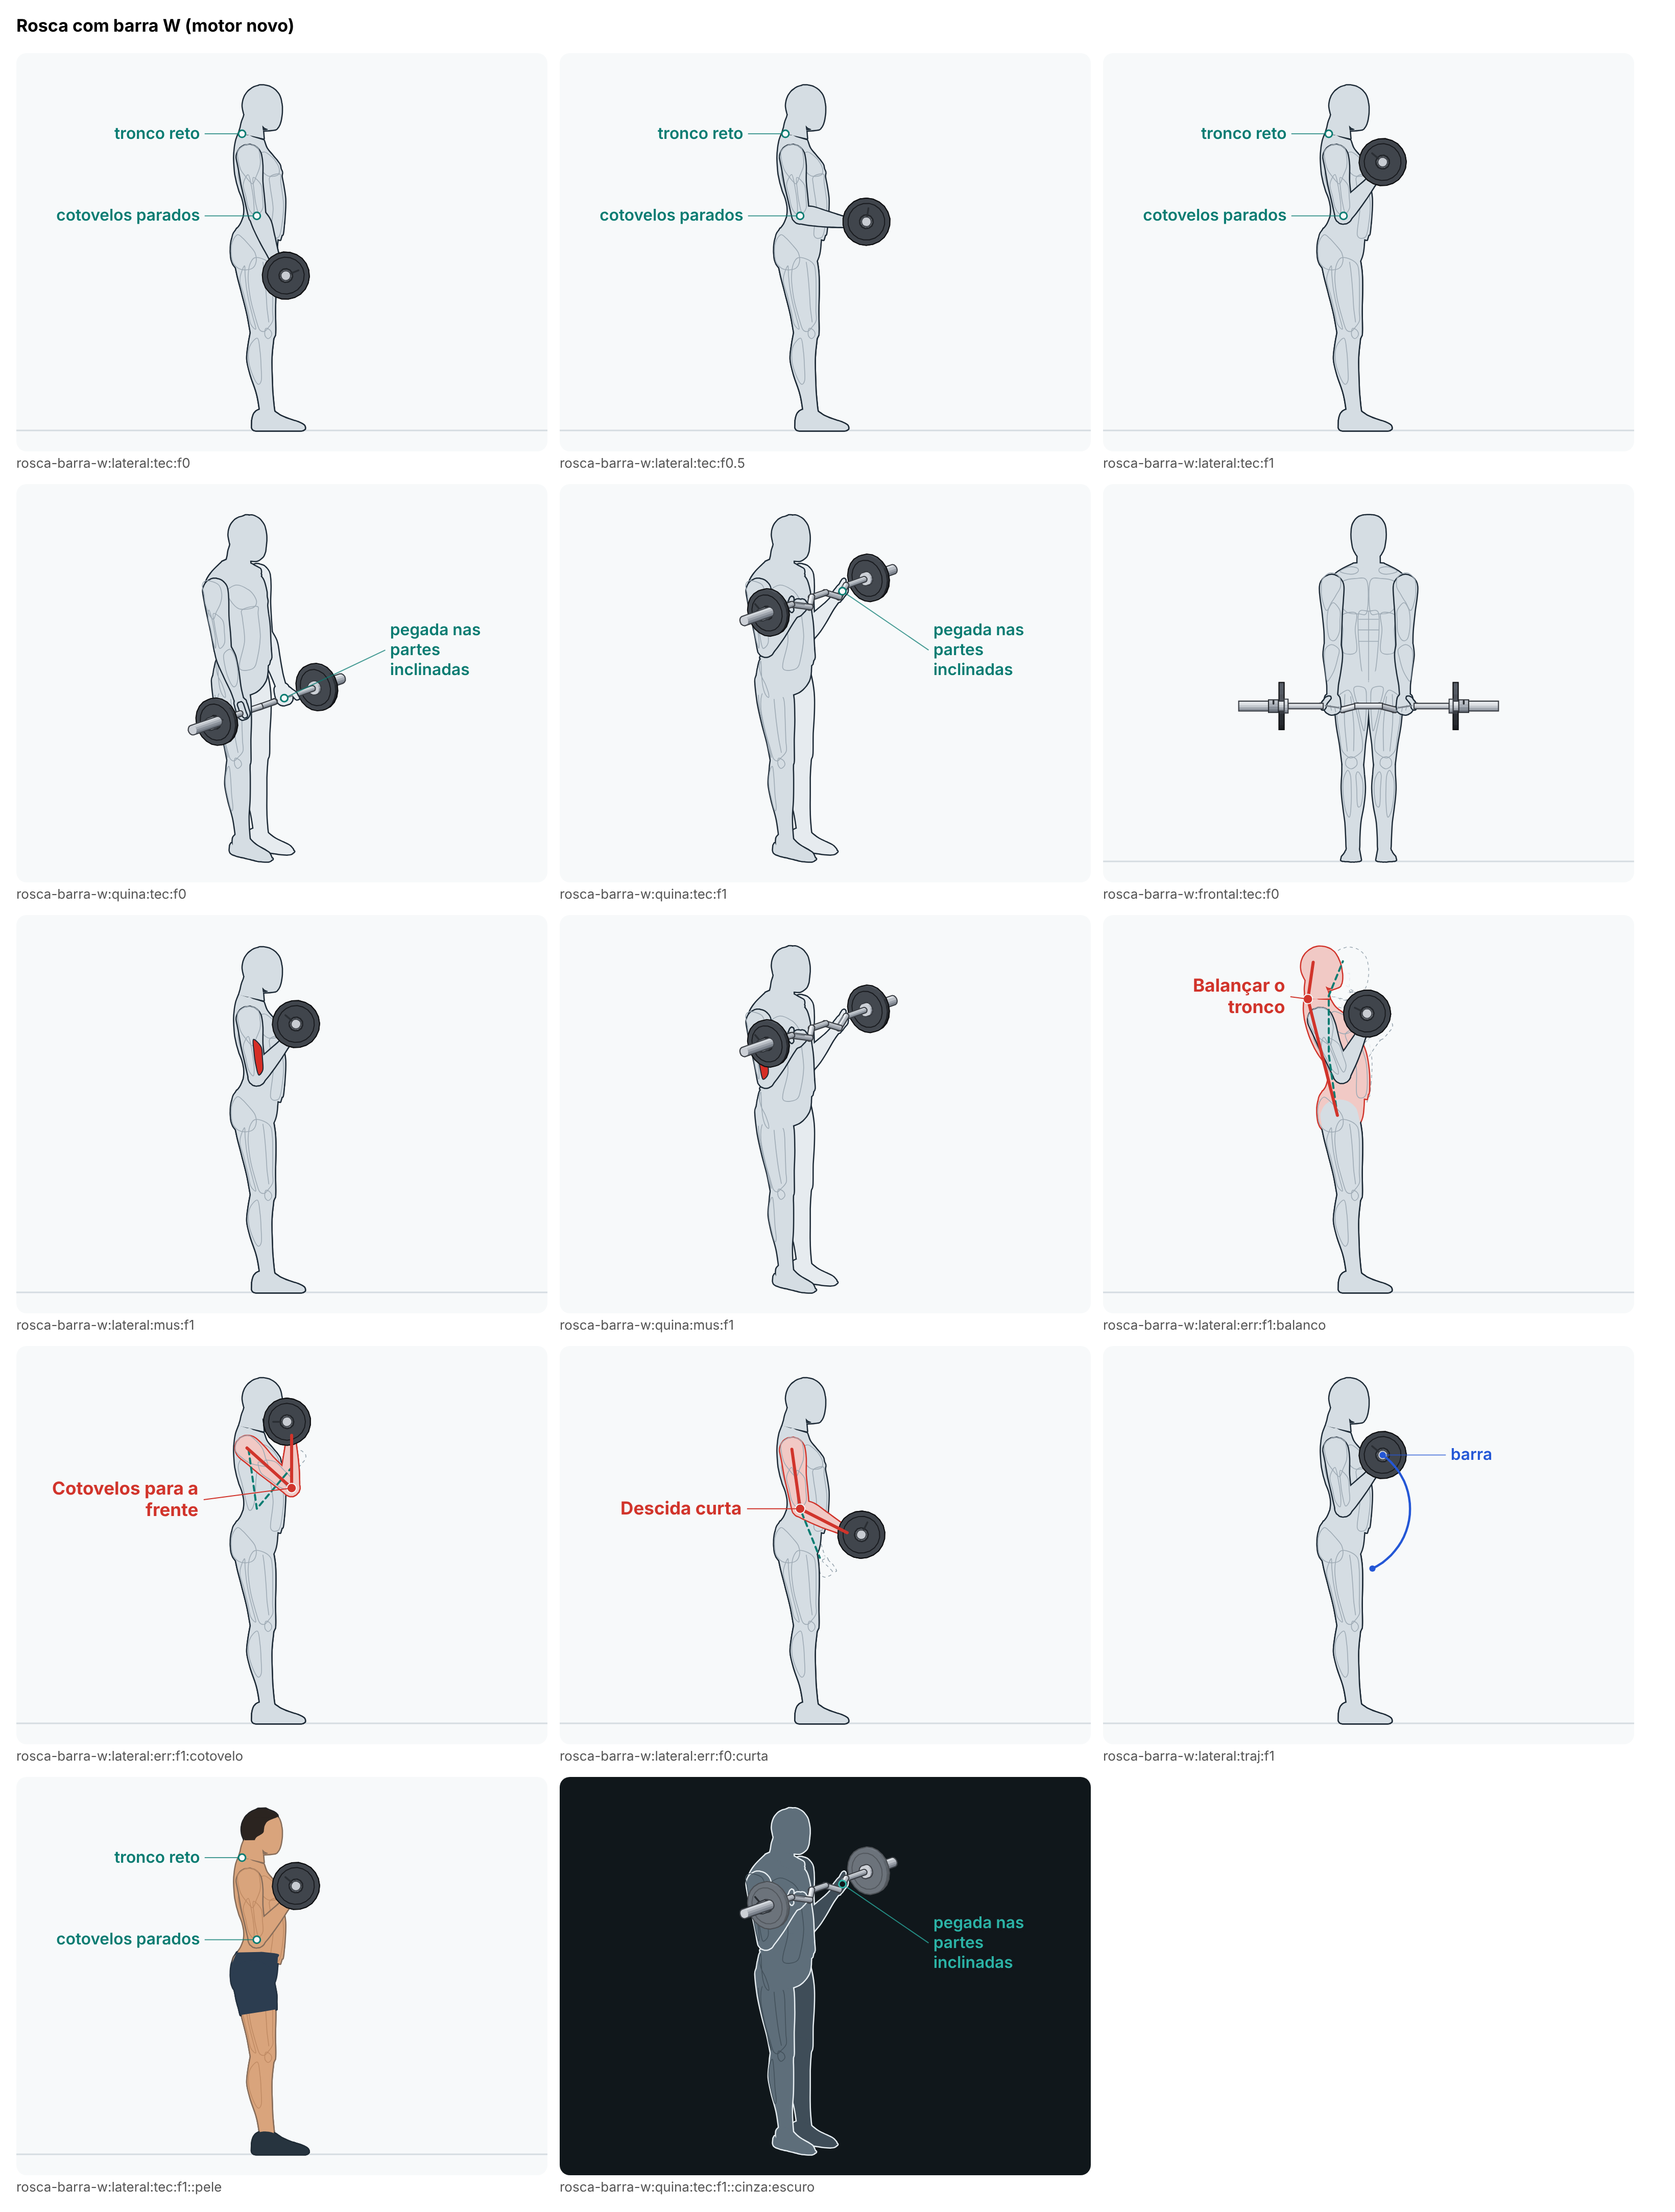 Rosca com barra W (motor novo)
tronco reto
cotovelos parados
rosca-barra-w:lateral:tec:f0
tronco reto
cotovelos parados
rosca-barra-w:lateral:tec:f0.5
tronco reto
cotovelos parados
rosca-barra-w:lateral:tec:f1
pegada nas
partes
inclinadas
rosca-barra-w:quina:tec:f0
pegada nas
partes
inclinadas
rosca-barra-w:quina:tec:f1
rosca-barra-w:frontal:tec:f0
rosca-barra-w:lateral:mus:f1
rosca-barra-w:quina:mus:f1
Balançar o
tronco
rosca-barra-w:lateral:err:f1:balanco
Cotovelos para a
frente
rosca-barra-w:lateral:err:f1:cotovelo
Descida curta
rosca-barra-w:lateral:err:f0:curta
barra
rosca-barra-w:lateral:traj:f1
tronco reto
cotovelos parados
rosca-barra-w:lateral:tec:f1::pele
pegada nas
partes
inclinadas
rosca-barra-w:quina:tec:f1::cinza:escuro